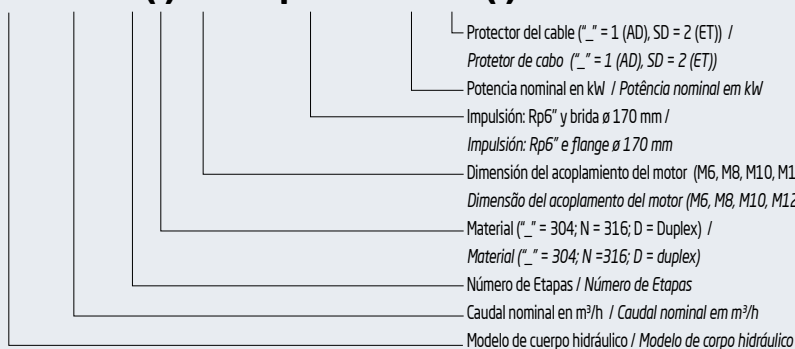 Protector del cable (“_” = 1 (AD), SD = 2 (ET)) /
Protetor de cabo (“_” = 1 (AD), SD = 2 (ET))
Potencia nominal en kW / Potência nominal em kW
Impulsión: Rp6” y brida ø 170 mm /
Impulsión: Rp6” e flange ø 170 mm
Dimensión del acoplamiento del motor (M6, M8, M10, M1
Dimensão del acoplamento del motor (M6, M8, M10, M12
Material (“_” = 304; N = 316; D = Duplex) /
Material (“_” = 304; N =316; D = duplex)
Número de Etapas / Número de Etapas
Caudal nominal en m³/h / Caudal nominal em m³/h
Modelo de cuerpo hidráulico / Modelo de corpo hidráulico